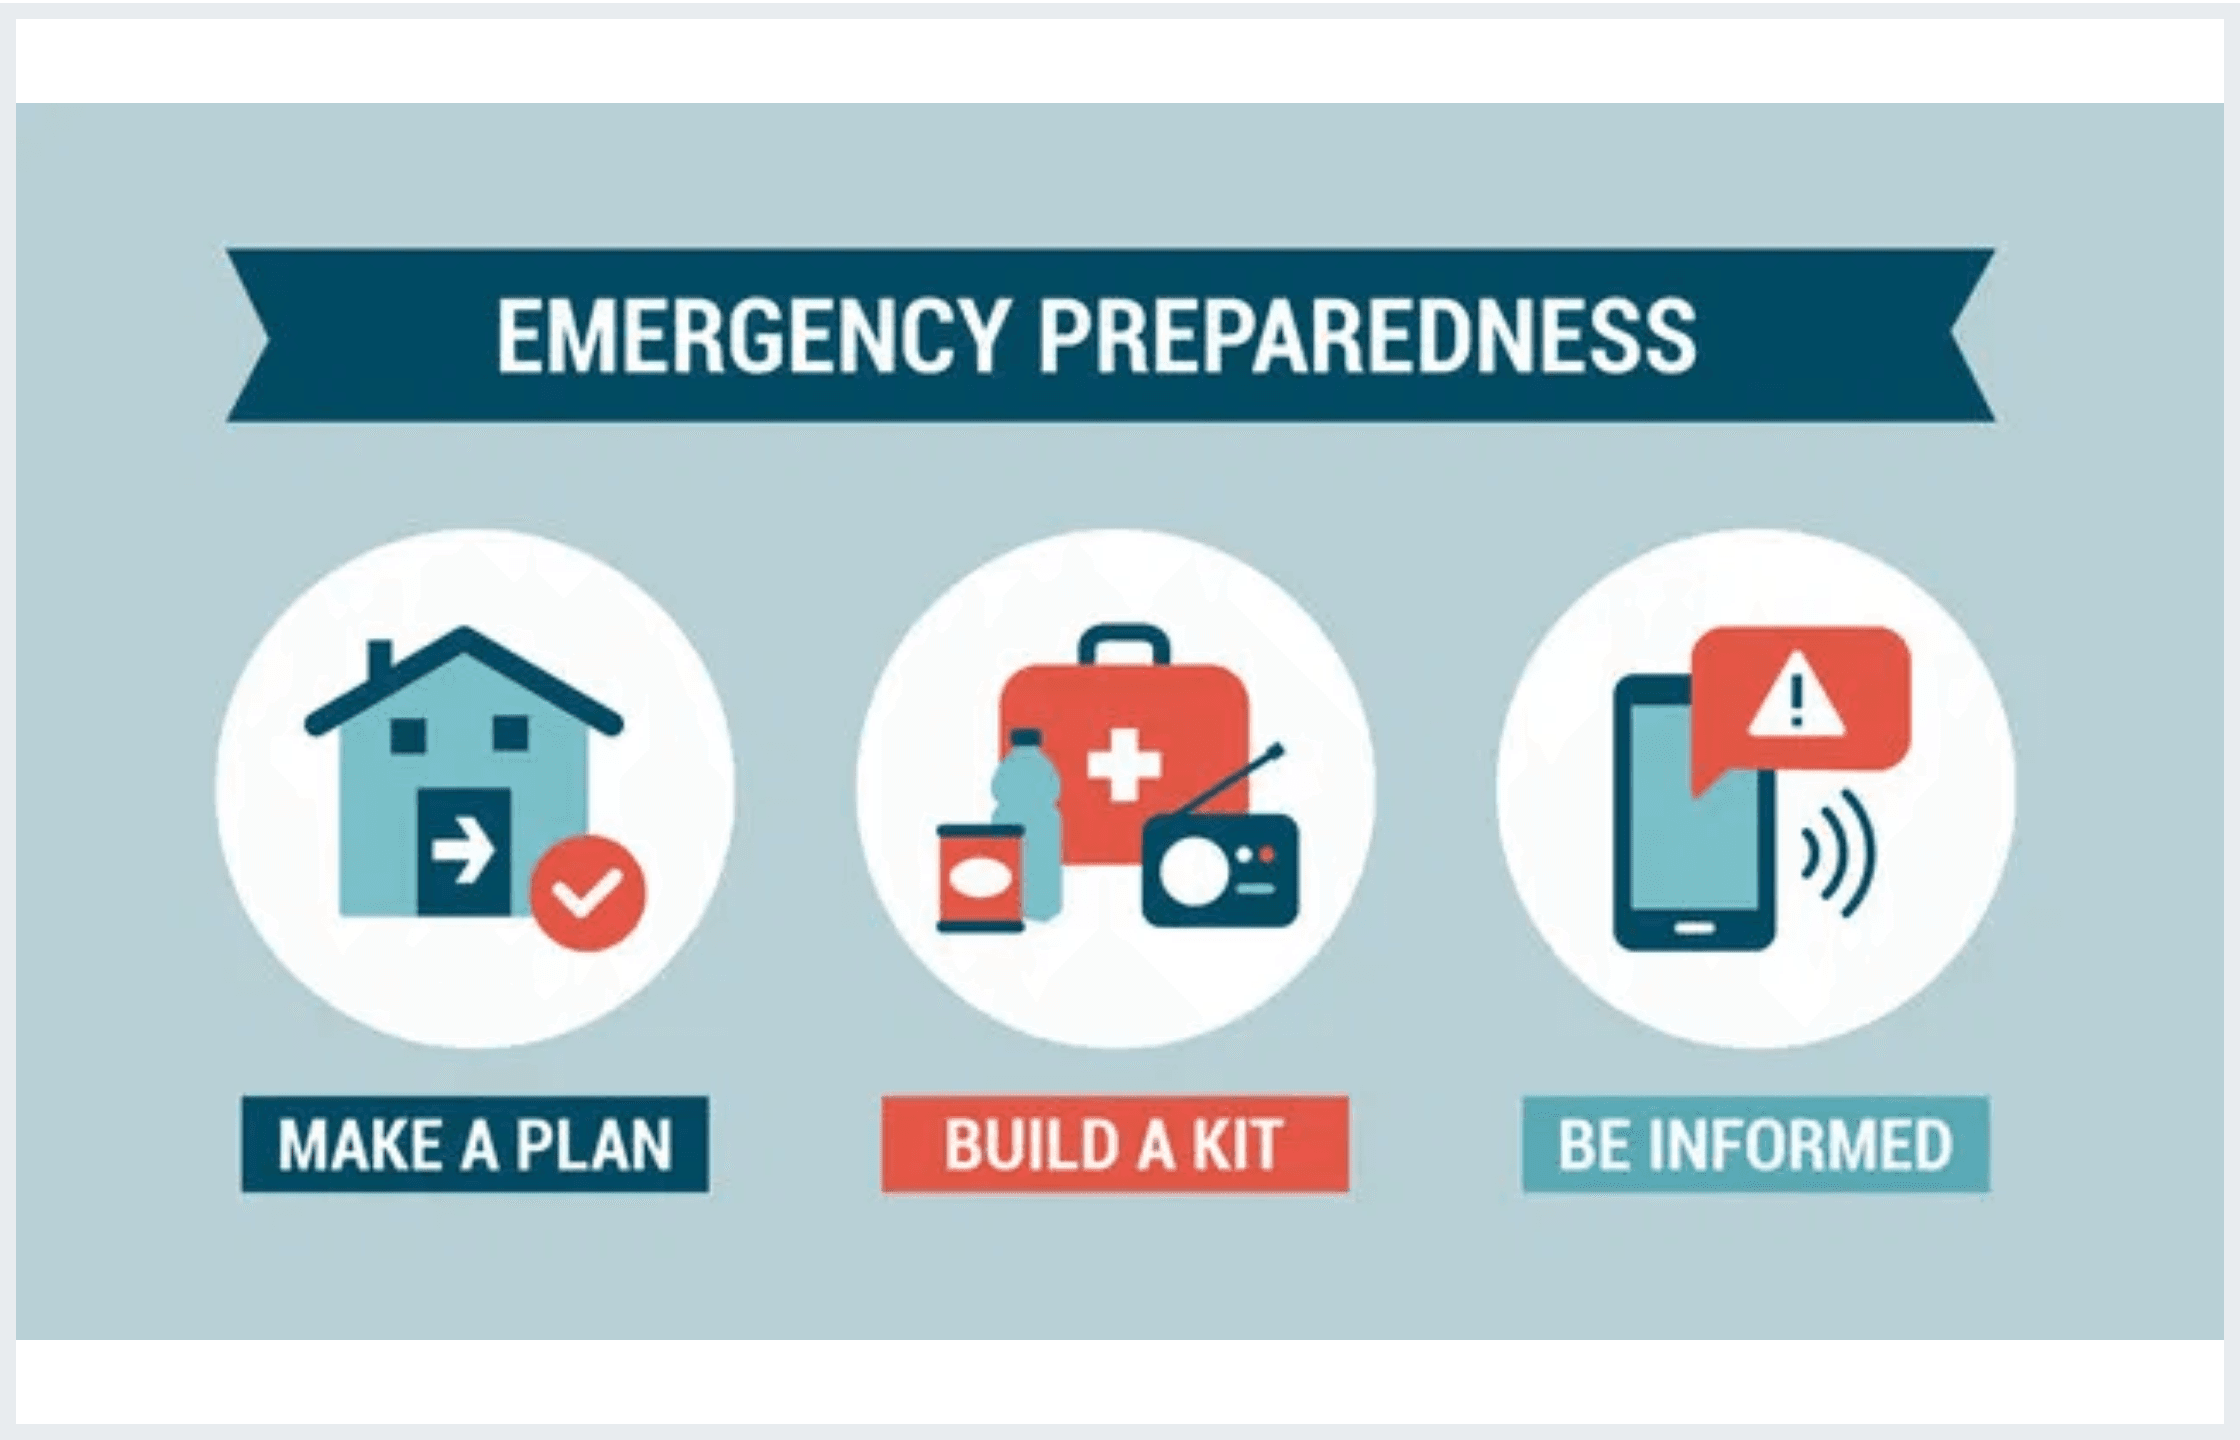 EMERGENCY PREPAREDNESS
MAKE A PLAN
BUILD A KIT
BE INFORMED